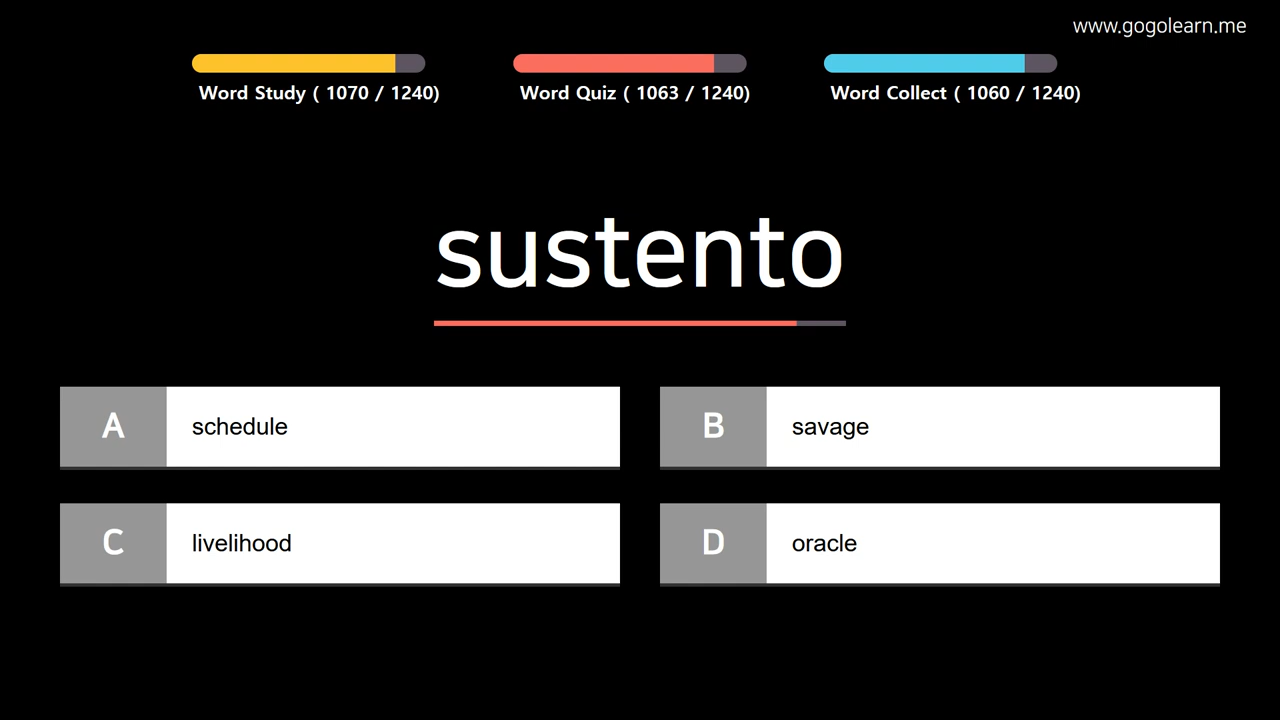 www.gogolearn.me
Word Study ( 1070 / 1240)
Word Quiz ( 1063 / 1240)
Word Collect ( 1060 / 1240)
sustento
A schedule
B savage
C livelihood
D oracle